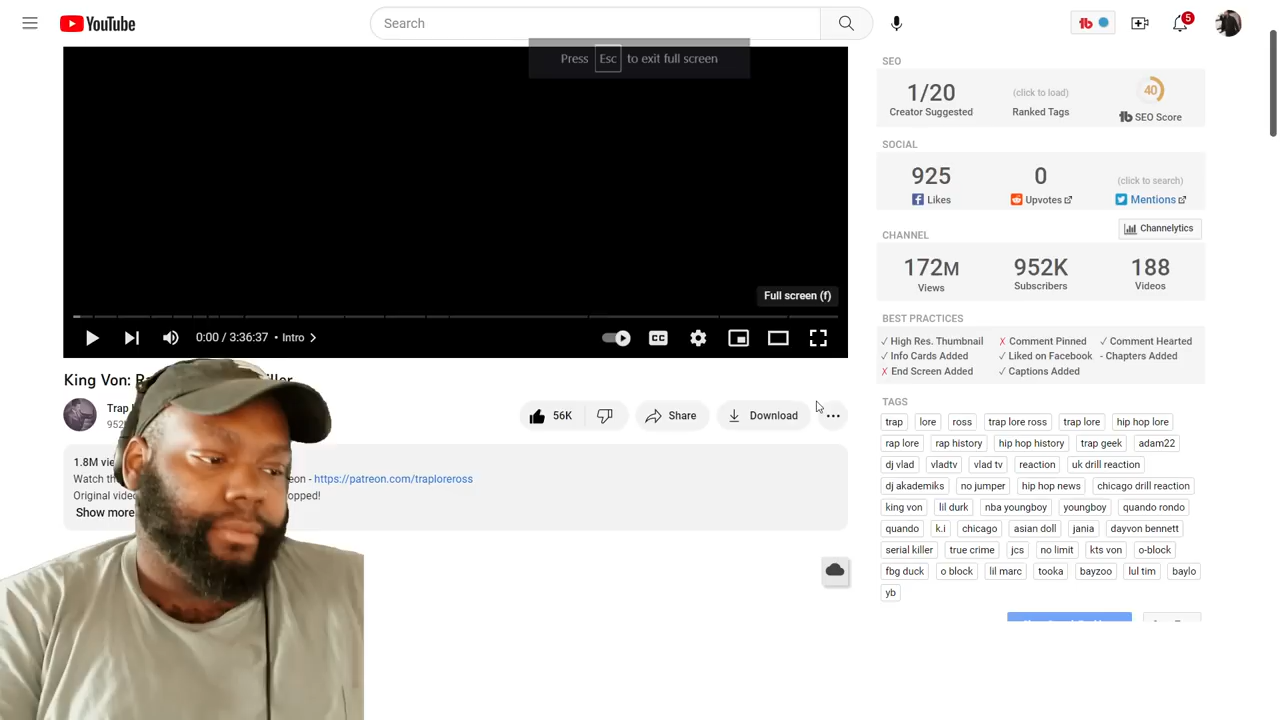 YouTube
Search
5
Press Esc to exit full screen
Full screen (f)
0:00 / 3:36:37 • Intro
CC
King Von:
Trap
56K
Share
Download
1.8M
https://patreon.com/traploreross
Original
Show more
SEO
1/20
Creator Suggested
(click to load)
Ranked Tags
40
SEO Score
SOCIAL
925
Likes
0
Upvotes
(click to search)
Mentions
CHANNEL
Channelytics
172M
Views
952K
Subscribers
188
Videos
BEST PRACTICES
✓ High Res. Thumbnail ✗ Comment Pinned ✓ Comment Hearted
✓ Info Cards Added ✓ Liked on Facebook - Chapters Added
✗ End Screen Added ✓ Captions Added
TAGS
trap lore ross trap lore ross trap lore hip hop lore
rap lore rap history hip hop history trap geek adam22
dj vlad vladtv vlad tv reaction uk drill reaction
dj akademiks no jumper hip hop news chicago drill reaction
king von lil durk nba youngboy youngboy quando rondo
quando k.i chicago asian doll jania dayvon bennett
serial killer true crime jcs no limit kts von o-block
fbg duck o block lil marc tooka bayzoo lul tim baylo
yb